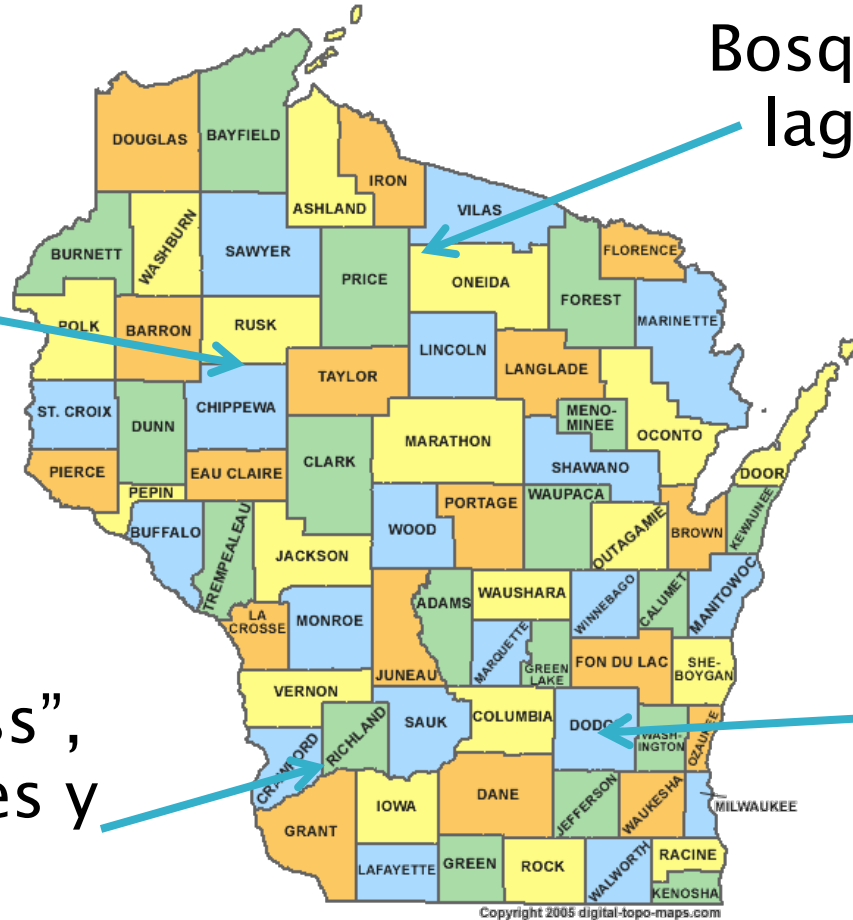 Bosq
lag
DOUGLAS
BAYFIELD
IRON
ASHLAND
VILAS
WASHBURN
BURNETT
SAWYER
FLORENCE
PRICE
ONEIDA
FOREST
POLK
BARRON
RUSK
MARINETTE
LINCOLN
LANGLADE
TAYLOR
ST. CROIX
CHIPPEWA
DUNN
MENO-
MINEE
OCONTO
MARATHON
CLARK
SHAWANO
PIERCE
EAU CLAIRE
DOOR
PEPIN
PORTAGE
WAUPACA
BUFFALO
WOOD
OUTAGAMIE
BROWN
KEWAUNEE
TREMPEALEAU
JACKSON
WAUSHARA
WINNEBAGO
CALUMET
MANITOWOC
ADAMS
LA
CROSSE
MONROE
MARQUETTE
GREEN
LAKE
FON DU LAC
SHE-
BOYGAN
JUNEAU
VERNON
ss”,
es y
RICHLAND
SAUK
COLUMBIA
DODG
WASH-
INGTON
OZAUKEE
CRAWFORD
IOWA
DANE
JEFFERSON
WAUKESHA
MILWAUKEE
GRANT
LAFAYETTE
GREEN
ROCK
WALWORTH
RACINE
KENOSHA
Copyright 2005 digital-topo-maps.com